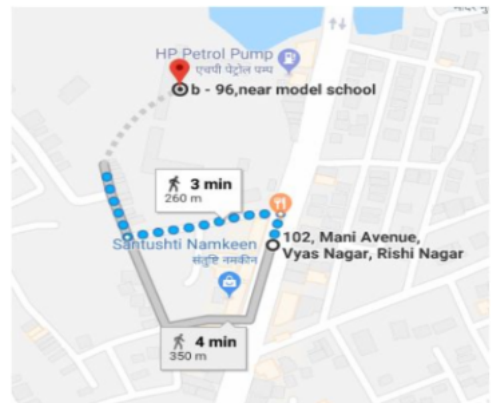 HP Petrol Pump
एचपी पेट्रोल पम्प
b - 96,near model school
3 min
260 m
102, Mani Avenue,
Vyas Nagar, Rishi Nagar
Santushti Namkeen
संतुष्टि नमकीन
4 min
350 m